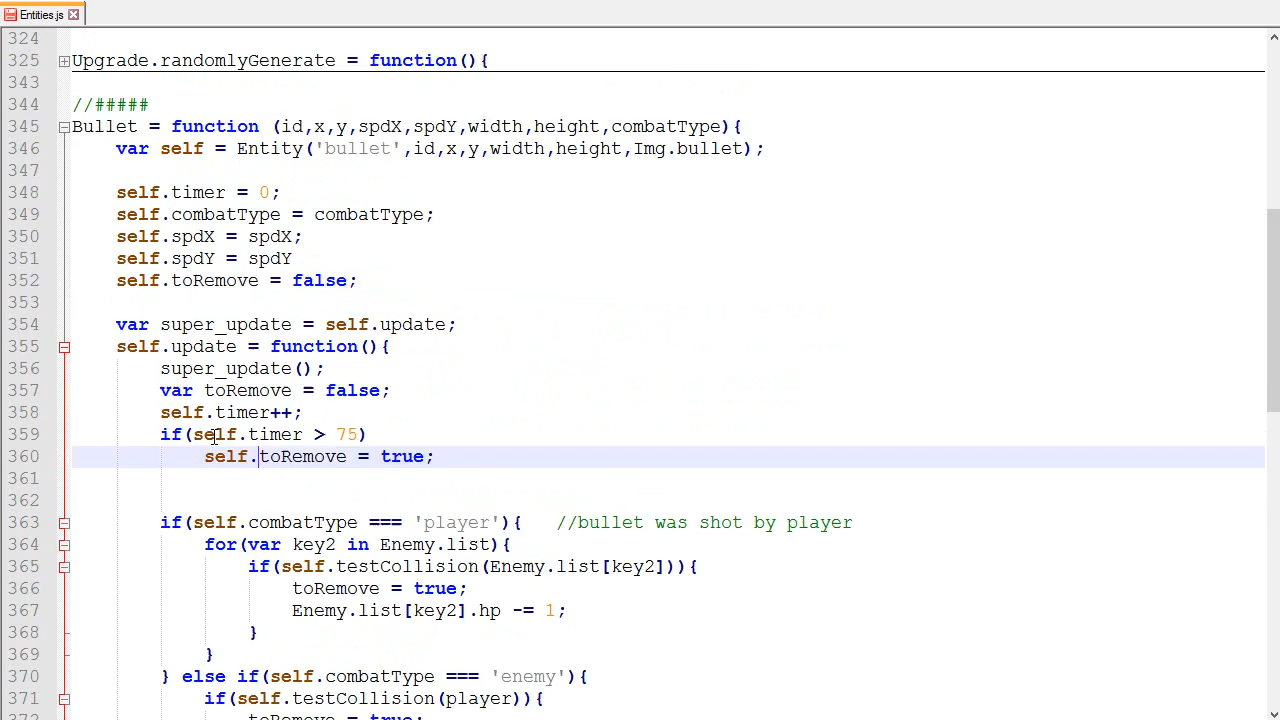 Entities.js
324
325 Upgrade.randomlyGenerate = function(){
343
344 //#####
345 Bullet = function (id,x,y,spdX,spdY,width,height,combatType){
346 var self = Entity('bullet',id,x,y,width,height,Img.bullet);
347
348 self.timer = 0;
349 self.combatType = combatType;
350 self.spdX = spdX;
351 self.spdY = spdY
352 self.toRemove = false;
353
354 var super_update = self.update;
355 self.update = function(){
356 super_update();
357 var toRemove = false;
358 self.timer++;
359 if(self.timer > 75)
360 self.toRemove = true;
361
362
363 if(self.combatType === 'player'){ //bullet was shot by player
364 for(var key2 in Enemy.list){
365 if(self.testCollision(Enemy.list[key2])){
366 toRemove = true;
367 Enemy.list[key2].hp -= 1;
368 }
369 }
370 } else if(self.combatType === 'enemy'){
371 if(self.testCollision(player)){
372 toRemove = true;